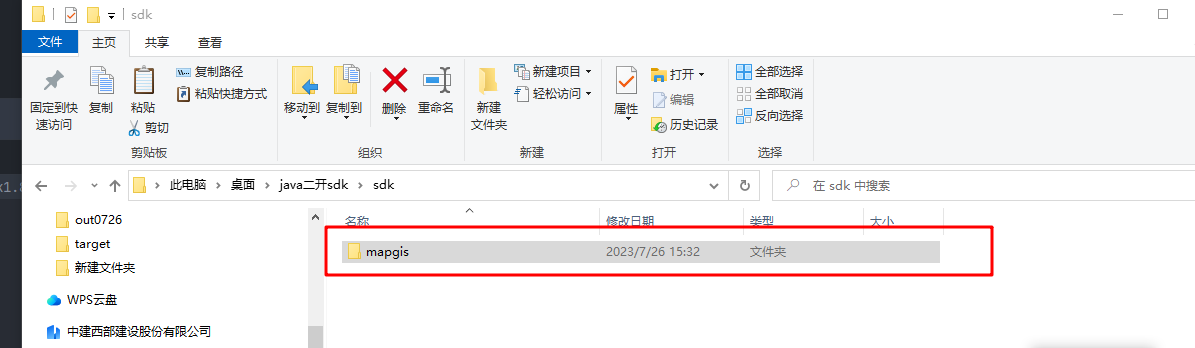 sdk
文件 主页 共享 查看
复制路径 新建项目 打开 全部选择
粘贴快捷方式 轻松访问 编辑 全部取消
固定到快速访问 复制 粘贴 剪切 移动到 复制到 删除 重命名 新建文件夹 属性 历史记录 反向选择
剪贴板 组织 新建 打开 选择
此电脑 桌面 java二开sdk sdk 在 sdk 中搜索
名称 修改日期 类型 大小
out0726
target
新建文件夹
WPS云盘
中建西部建设股份有限公司
mapgis 2023/7/26 15:32 文件夹